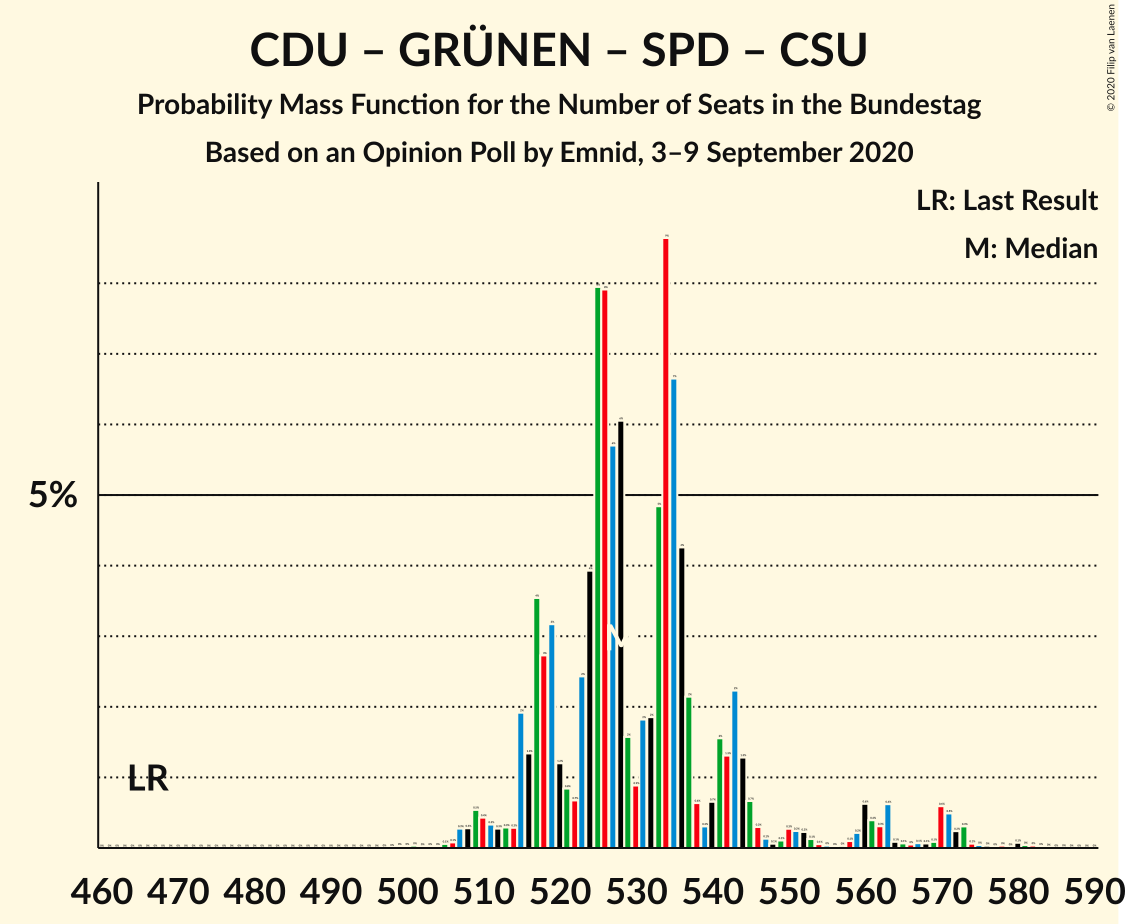 CDU – GRÜNEN – SPD – CSU
Probability Mass Function for the Number of Seats in the Bundestag
Based on an Opinion Poll by Emnid, 3–9 September 2020
© 2020 Filip van Laenen
LR: Last Result
M: Median
5%
M
LR
460 470 480 490 500 510 520 530 540 550 560 570 580 590